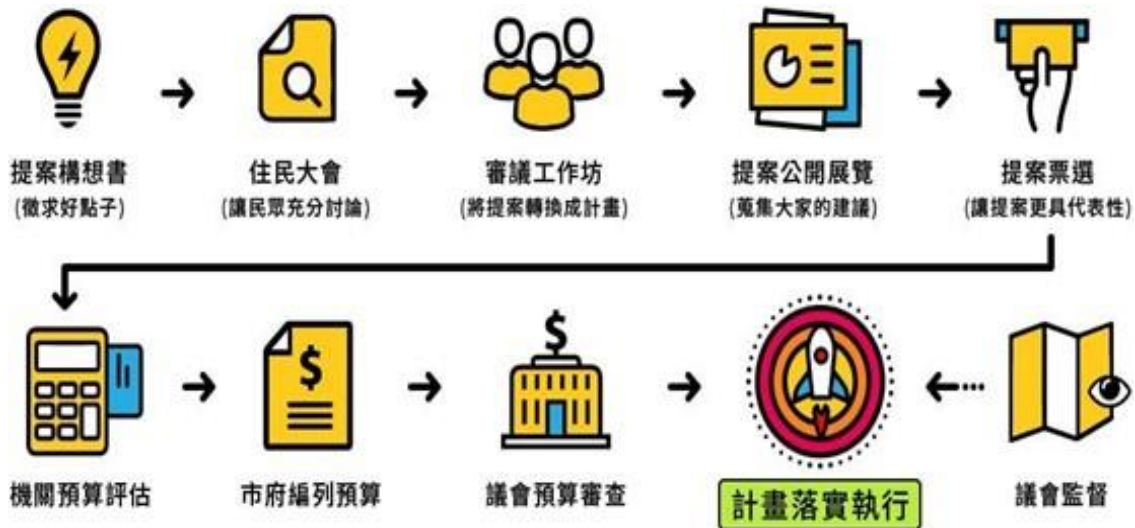 提案構想書
(徵求好點子)
住民大會
(讓民眾充分討論)
審議工作坊
(將提案轉換成計畫)
提案公開展覽
(蒐集大家的建議)
提案票選
(讓提案更具代表性)
機關預算評估
市府編列預算
議會預算審查
計畫落實執行
議會監督